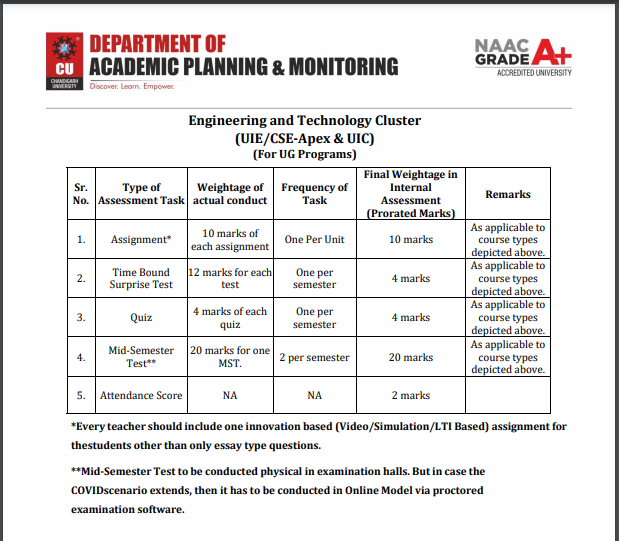 DEPARTMENT OF
ACADEMIC PLANNING & MONITORING
CU
CHANDIGARH
UNIVERSITY
Discover. Learn. Empower.
NAAC
GRADE A+
ACCREDITED UNIVERSITY
Engineering and Technology Cluster
(UIE/CSE-Apex & UIC)
(For UG Programs)
Sr. No. Type of Assessment Task Weightage of actual conduct Frequency of Task Final Weightage in Internal Assessment (Prorated Marks) Remarks
1. Assignment* 10 marks of each assignment One Per Unit 10 marks As applicable to course types depicted above.
2. Time Bound Surprise Test 12 marks for each test One per semester 4 marks As applicable to course types depicted above.
3. Quiz 4 marks of each quiz One per semester 4 marks As applicable to course types depicted above.
4. Mid-Semester Test** 20 marks for one MST. 2 per semester 20 marks As applicable to course types depicted above.
5. Attendance Score NA NA 2 marks
*Every teacher should include one innovation based (Video/Simulation/LTI Based) assignment for
thestudents other than only essay type questions.
**Mid-Semester Test to be conducted physical in examination halls. But in case the
COVIDscenario extends, then it has to be conducted in Online Model via proctored
examination software.